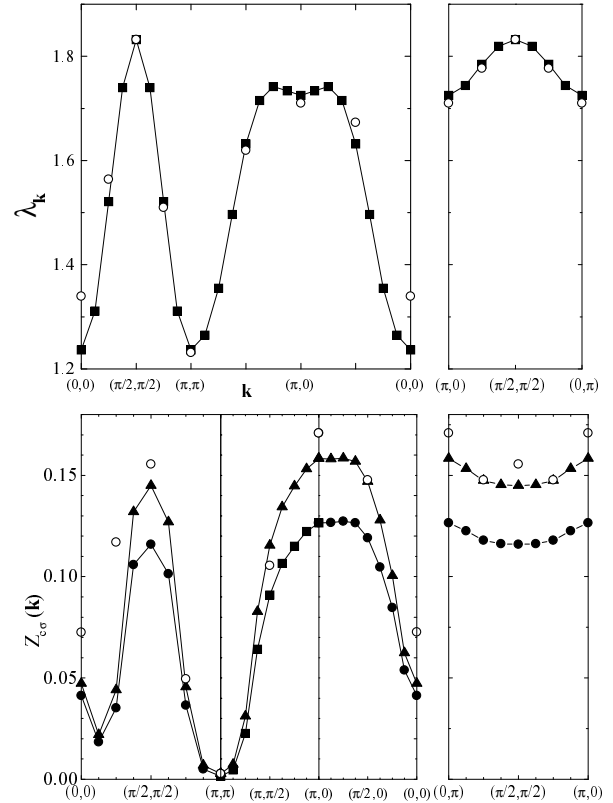 1.8
1.6
1.4
1.2
λk
(0,0) (π/2,π/2) (π,π) k (π,0) (0,0)
(π,0) (π/2,π/2) (0,π)
0.15
0.10
0.05
0.00
Zcσ(k)
(0,0) (π/2,π/2) (π,π) (π,π/2) (π,0) (π/2,0) (0,0)
(0,π) (π/2,π/2) (π,0)